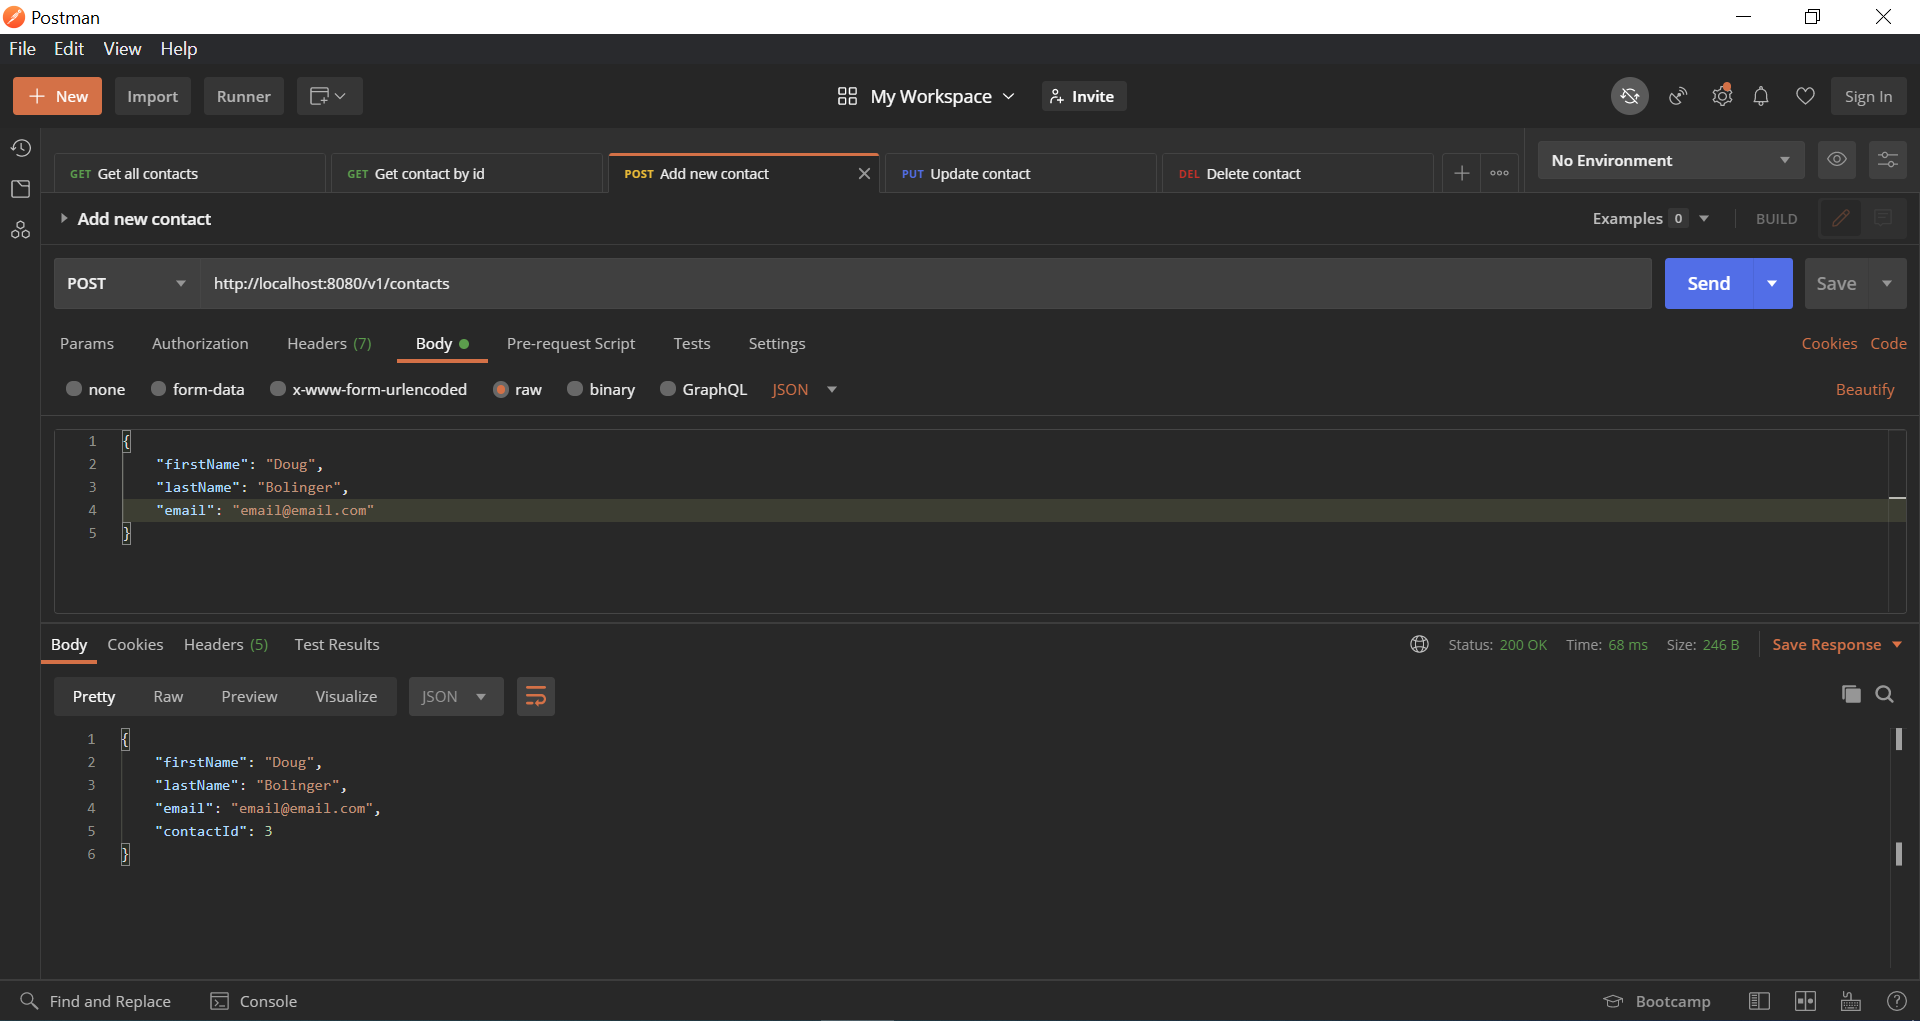 Postman
File Edit View Help
New Import Runner My Workspace Invite Sign In
GET Get all contacts GET Get contact by id POST Add new contact PUT Update contact DEL Delete contact No Environment
Add new contact Examples 0 BUILD
POST http://localhost:8080/v1/contacts Send Save
Params Authorization Headers (7) Body Pre-request Script Tests Settings Cookies Code
none form-data x-www-form-urlencoded raw binary GraphQL JSON Beautify
1 {
2 "firstName": "Doug",
3 "lastName": "Bolinger",
4 "email": "email@email.com"
5 }
Body Cookies Headers (5) Test Results Status: 200 OK Time: 68 ms Size: 246 B Save Response
Pretty Raw Preview Visualize JSON
1 {
2 "firstName": "Doug",
3 "lastName": "Bolinger",
4 "email": "email@email.com",
5 "contactId": 3
6 }
Find and Replace Console Bootcamp